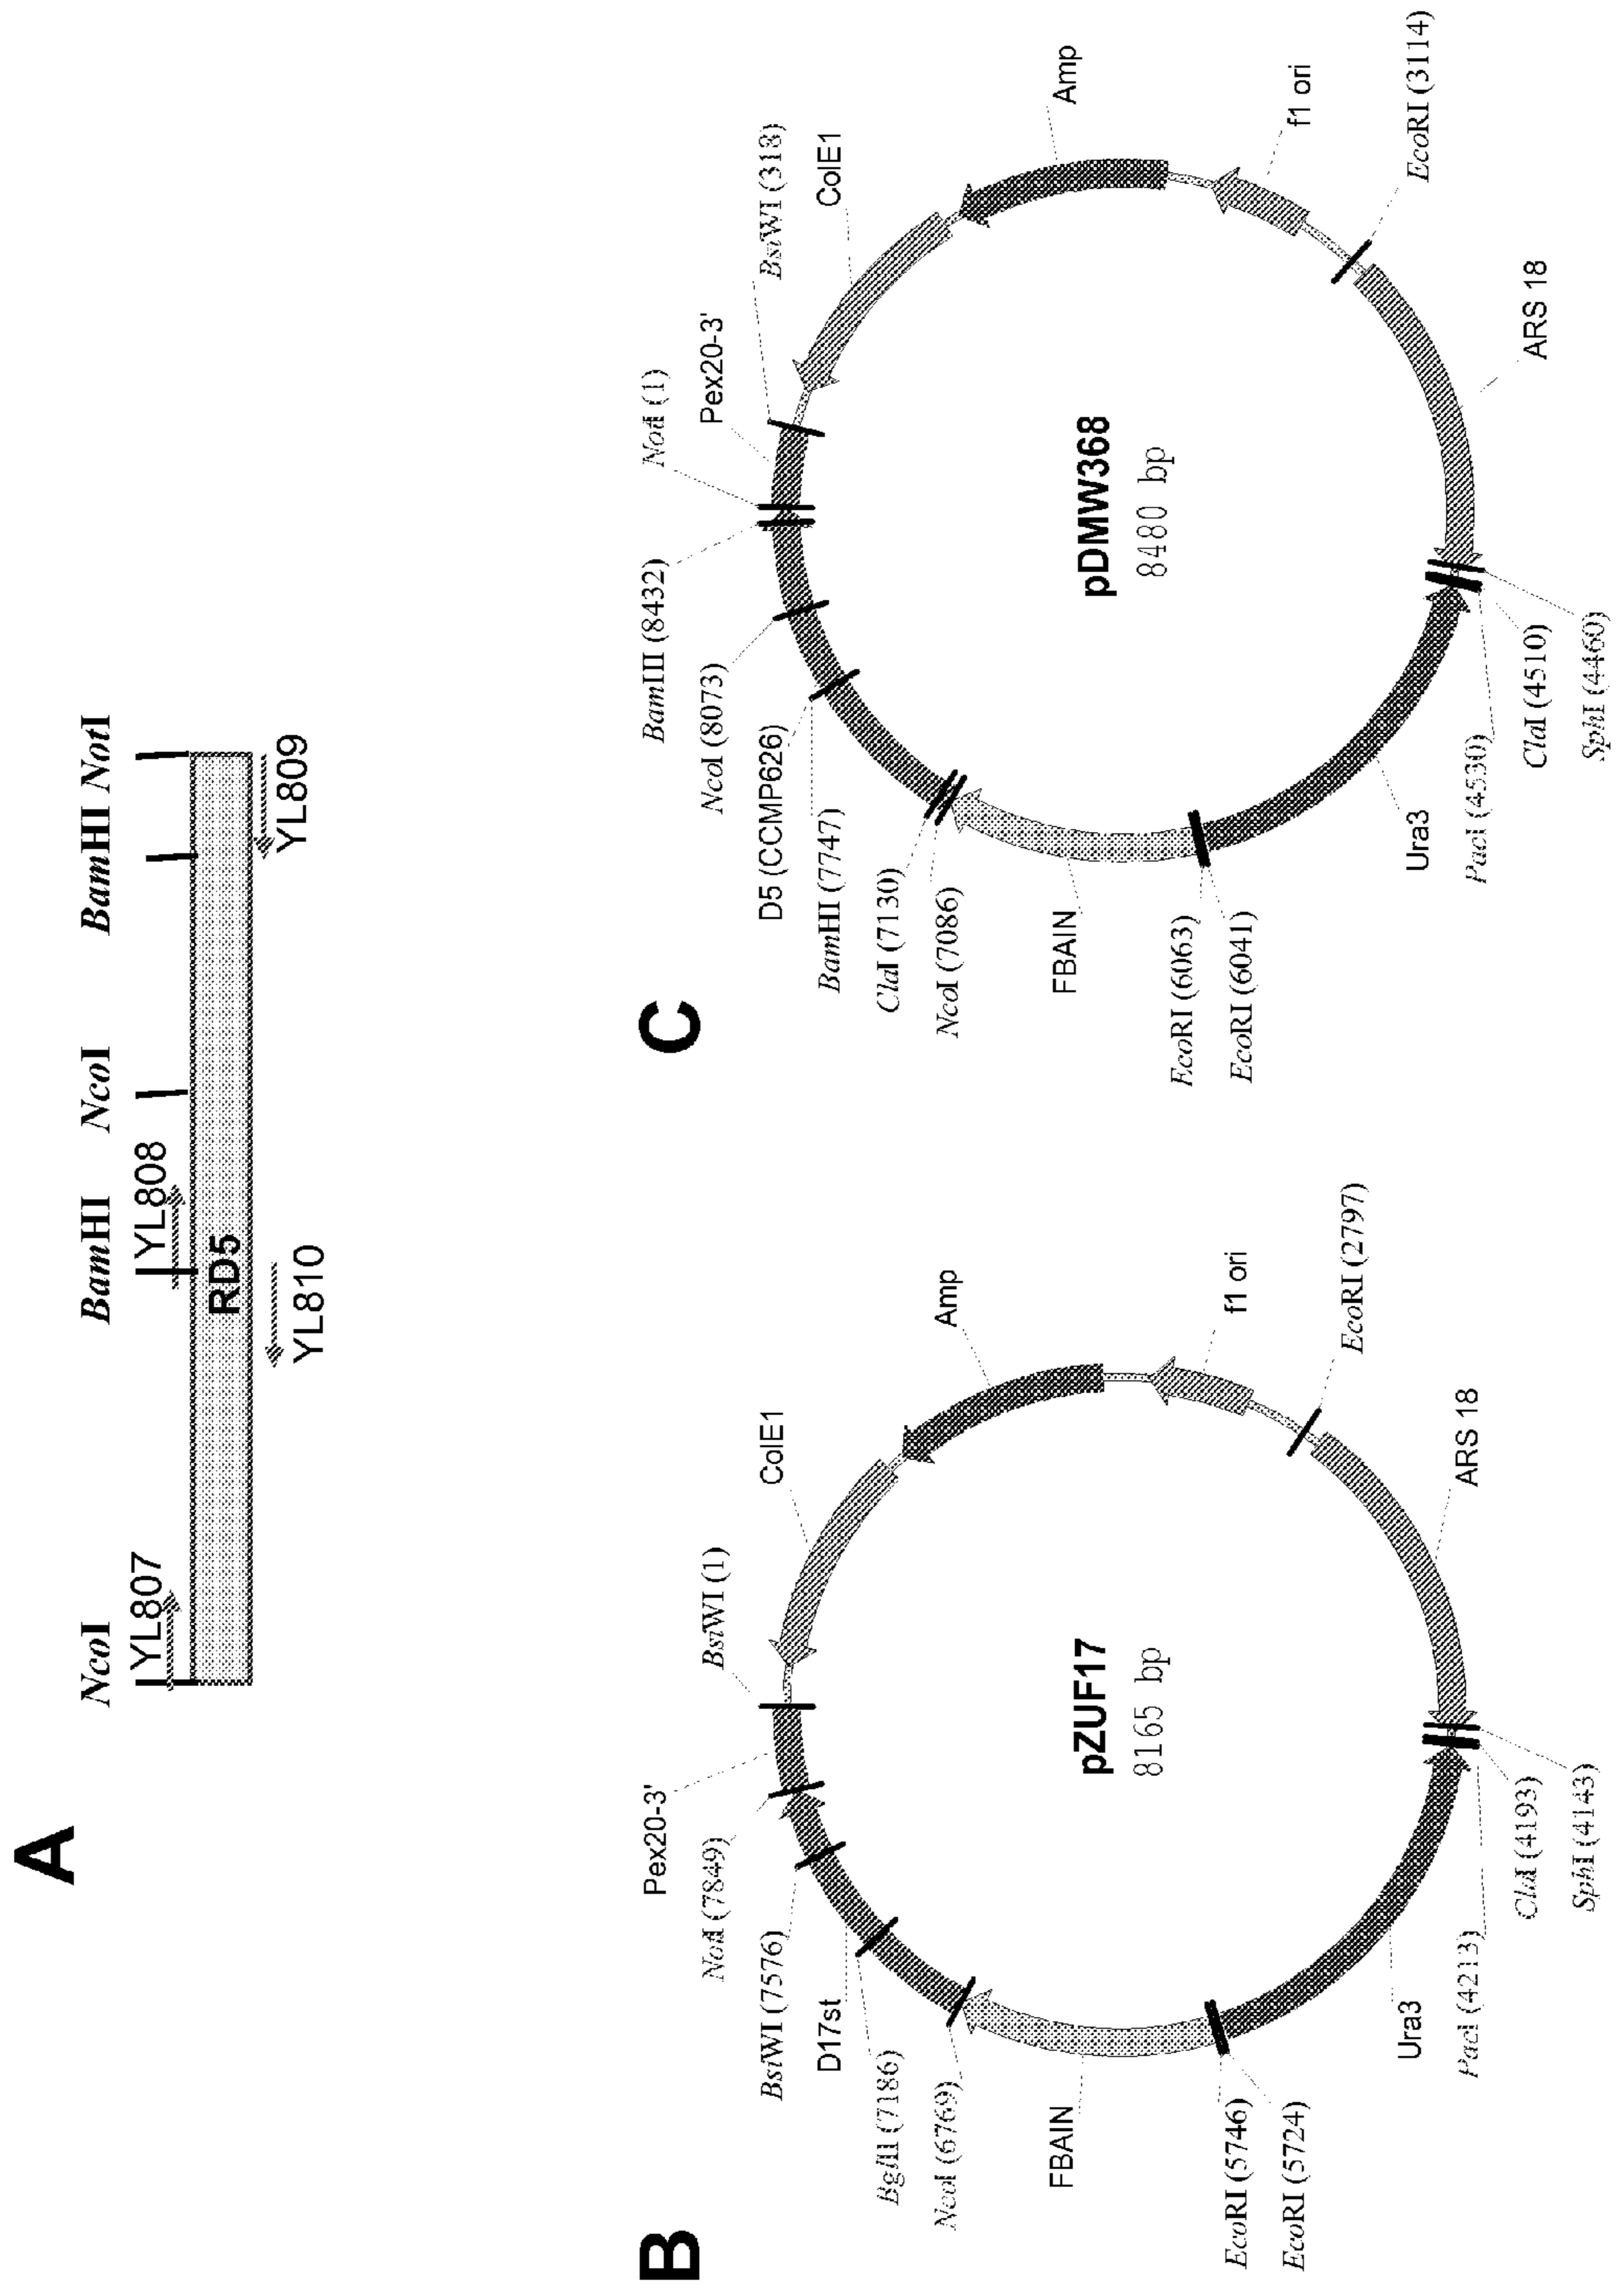 A
NcoI
BamHI
NcoI
BamHI
NotI
YL807
YL808
RD5
YL810
YL809
B
pZUF17
8165 bp
BsiWI (1)
ColE1
Amp
f1 ori
EcoRI (2797)
ARS 18
SphI (4143)
ClaI (4193)
PacI (4213)
Ura3
EcoRI (5724)
EcoRI (5746)
FBAIN
NcoI (6769)
BglII (7186)
D17st
BsiWI (7576)
NotI (7849)
Pex20-3'
C
pDMW368
8480 bp
NotI (1)
Pex20-3'
BsiWI (318)
ColE1
Amp
f1 ori
EcoRI (3114)
ARS 18
SphI (4460)
ClaI (4510)
PacI (4530)
Ura3
EcoRI (6041)
EcoRI (6063)
FBAIN
NcoI (7086)
ClaI (7130)
BamHI (7747)
D5 (CCMP626)
NcoI (8073)
BamHI (8432)